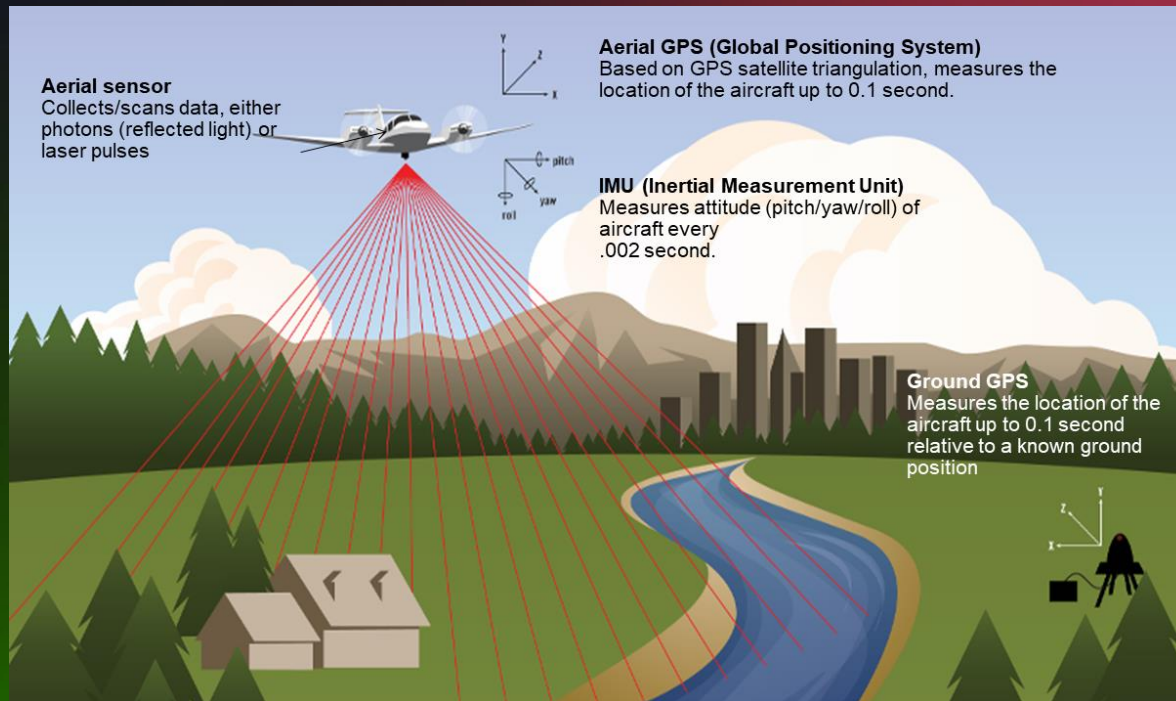 Aerial sensor
Collects/scans data, either
photons (reflected light) or
laser pulses
Y
Z
X
Aerial GPS (Global Positioning System)
Based on GPS satellite triangulation, measures the
location of the aircraft up to 0.1 second.
pitch
yaw
roll
IMU (Inertial Measurement Unit)
Measures attitude (pitch/yaw/roll) of
aircraft every
.002 second.
Ground GPS
Measures the location of the
aircraft up to 0.1 second
relative to a known ground
position
Y
Z
X